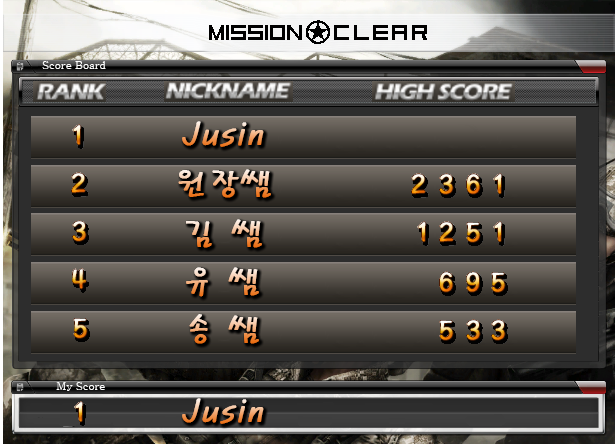 MISSION CLEAR
Score Board
RANK NICKNAME HIGH SCORE
1 Jusin
2 원장쌤 2361
3 김 쌤 1251
4 유 쌤 695
5 송 쌤 533
My Score
1 Jusin